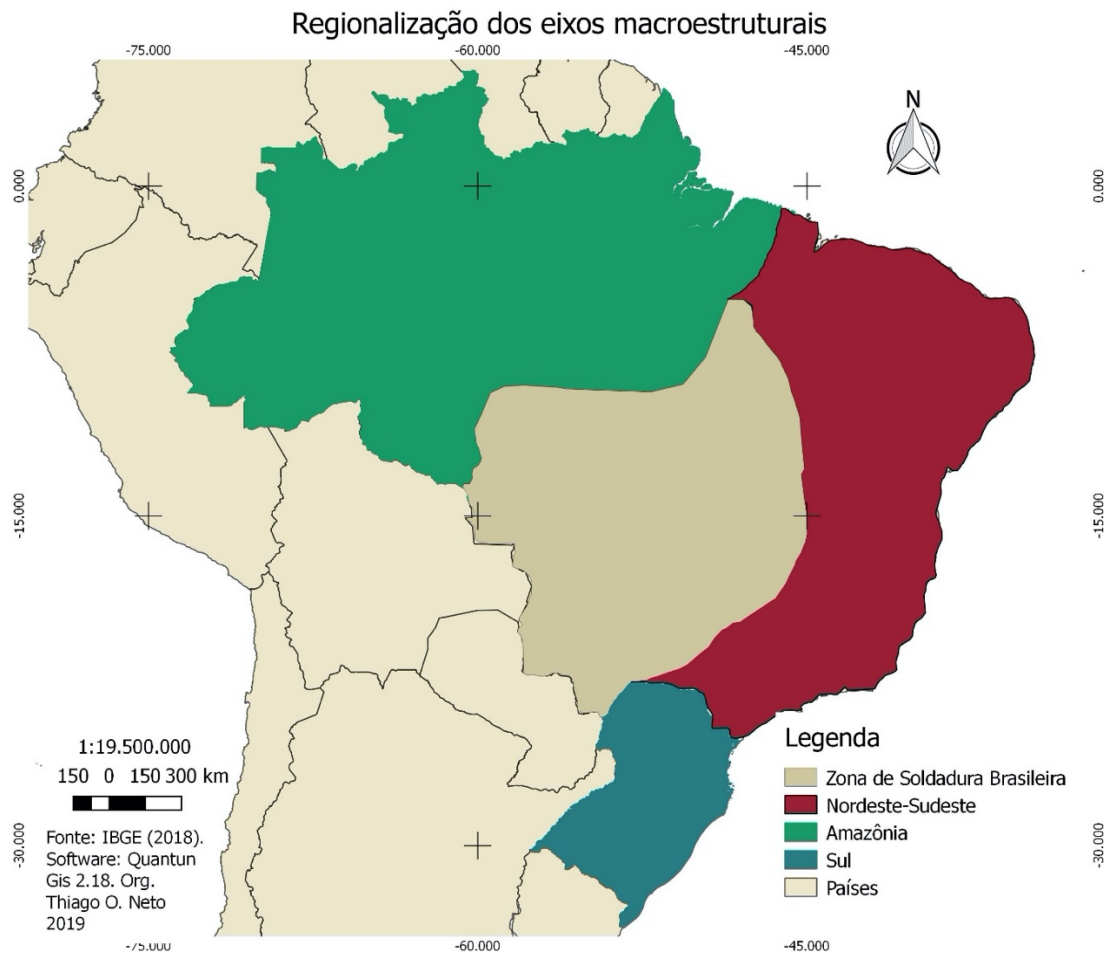 Regionalização dos eixos macroestruturais
-75.000 -60.000 -45.000
N
0.000 0.000
-15.000 -15.000
1:19.500.000
150 0 150 300 km
Fonte: IBGE (2018).
Software: Quantun
Gis 2.18. Org.
Thiago O. Neto
2019
Legenda
Zona de Soldadura Brasileira
Nordeste-Sudeste
Amazônia
Sul
Países
-30.000 -30.000
-75.000 -60.000 -45.000